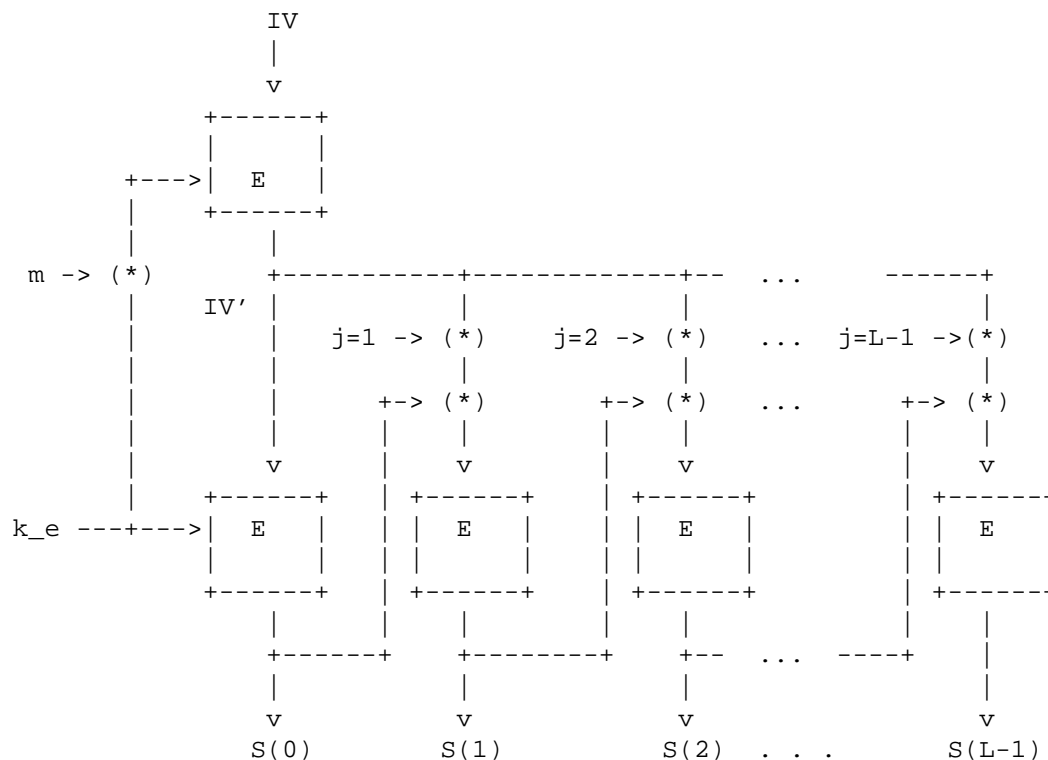 IV
|
v
+------+
|      |
+--->|  E   |
| +------+
|        |
m -> (*)     +-----------+-------------+-- ... ------+
| IV' |           |             |             |
| | j=1 -> (*) j=2 -> (*) ... j=L-1 ->(*)
| |           |             |             |
| | +-> (*) +-> (*) ... +-> (*)
| | | | | | | |
| v | v | v | v
| +------+ | +------+ | +------+ | +------
k_e ---+--->|  E   | | |  E   | | |  E   | | |  E
|      | | |      | | |      | | |
+------+ | +------+ | +------+ | +------
| | | | | | |
+------+ +--------+ +-- ... ----+ |
| | | |
v v v v
S(0) S(1) S(2) . . . S(L-1)